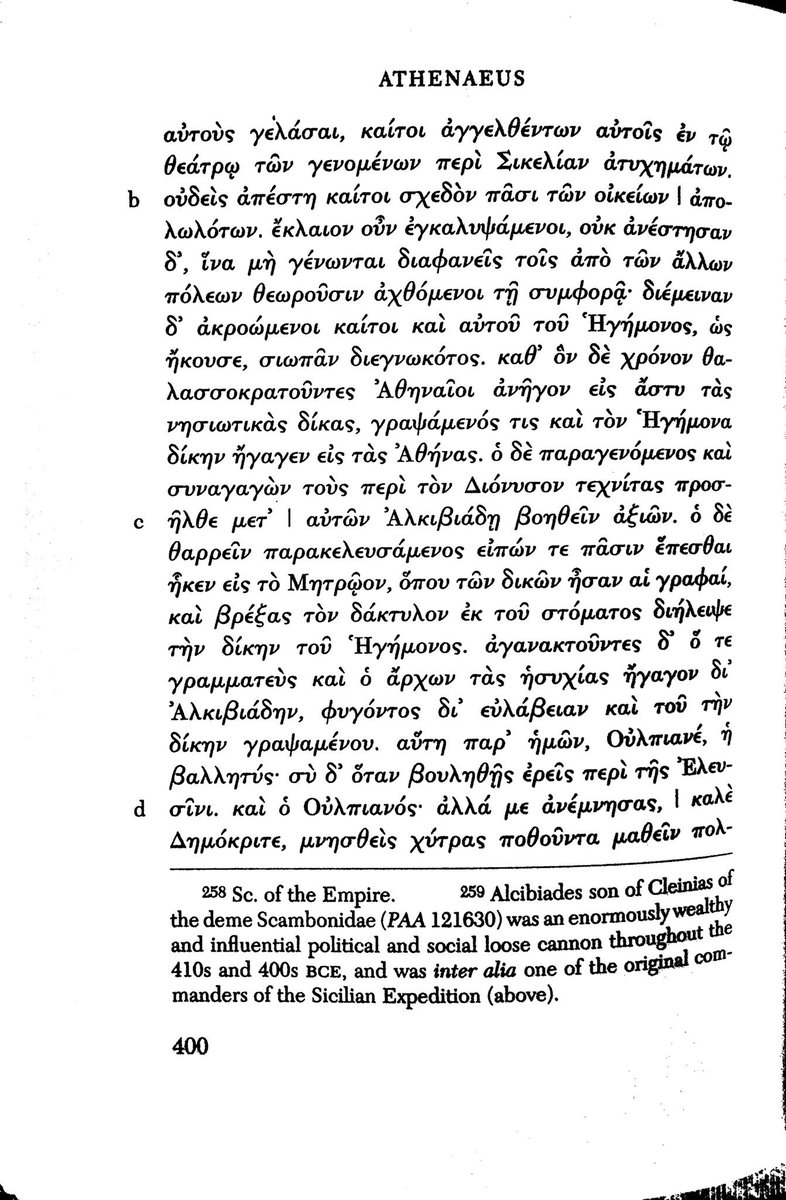 ATHENAEUS
αὐτοὺς γελάσαι, καίτοι ἀγγελθέντων αὐτοῖς ἐν τῷ
θεάτρῳ τῶν γενομένων περὶ Σικελίαν ἀτυχημάτων.
b οὐδεὶς ἀπέστη καίτοι σχεδὸν πᾶσι τῶν οἰκείων | ἀπο-
λωλότων. ἔκλαιον οὖν ἐγκαλυψάμενοι, οὐκ ἀνέστησαν
δ’, ἵνα μὴ γένωνται διαφανεῖς τοῖς ἀπὸ τῶν ἄλλων
πόλεων θεωροῦσιν ἀχθόμενοι τῇ συμφορᾷ· διέμειναν
δ’ ἀκροώμενοι καίτοι καὶ αὐτοῦ τοῦ Ἡγήμονος, ὡς
ἤκουσε, σιωπᾶν διεγνωκότος. καθ’ ὃν δὲ χρόνον θα-
λασσοκρατοῦντες Ἀθηναῖοι ἀνῆγον εἰς ἄστυ τὰς
νησιωτικὰς δίκας, γραψάμενός τις καὶ τὸν Ἡγήμονα
δίκην ἤγαγεν εἰς τὰς Ἀθήνας. ὁ δὲ παραγενόμενος καὶ
συναγαγὼν τοὺς περὶ τὸν Διόνυσον τεχνίτας προσ-
c ῆλθε μετ’ | αὐτῶν Ἀλκιβιάδῃ βοηθεῖν ἀξιῶν. ὁ δὲ
θαρρεῖν παρακελευσάμενος εἰπών τε πᾶσιν ἕπεσθαι
ἧκεν εἰς τὸ Μητρῷον, ὅπου τῶν δικῶν ἦσαν αἱ γραφαί,
καὶ βρέξας τὸν δάκτυλον ἐκ τοῦ στόματος διήλειψε
τὴν δίκην τοῦ Ἡγήμονος. ἀγανακτοῦντες δ’ ὅ τε
γραμματεὺς καὶ ὁ ἄρχων τὰς ἡσυχίας ἤγαγον δι’
Ἀλκιβιάδην, φυγόντος δι’ εὐλάβειαν καὶ τοῦ τὴν
δίκην γραψαμένου. αὕτη παρ’ ἡμῶν, Οὐλπιανέ, ἡ
βαλλητύς· σὺ δ’ ὅταν βουληθῇς ἐρεῖς περὶ τῆς Ἐλευ-
d σῖνι. καὶ ὁ Οὐλπιανός· ἀλλά με ἀνέμνησας, | καλὲ
Δημόκριτε, μνησθεὶς χύτρας ποθοῦντα μαθεῖν πολ-
258 Sc. of the Empire. 259 Alcibiades son of Cleinias of
the deme Scambonidae (PAA 121630) was an enormously wealthy
and influential political and social loose cannon throughout the
410s and 400s BCE, and was inter alia one of the original com-
manders of the Sicilian Expedition (above).
400